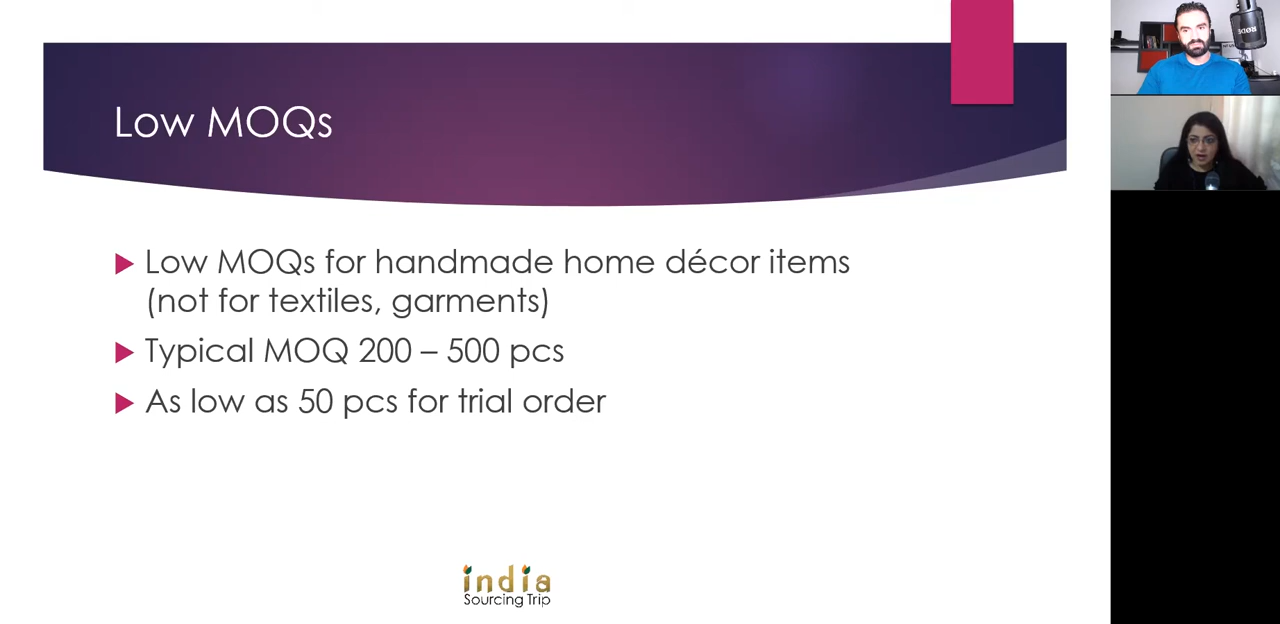 Low MOQs
Low MOQs for handmade home décor items
(not for textiles, garments)
Typical MOQ 200 – 500 pcs
As low as 50 pcs for trial order
india
Sourcing Trip
RØDE